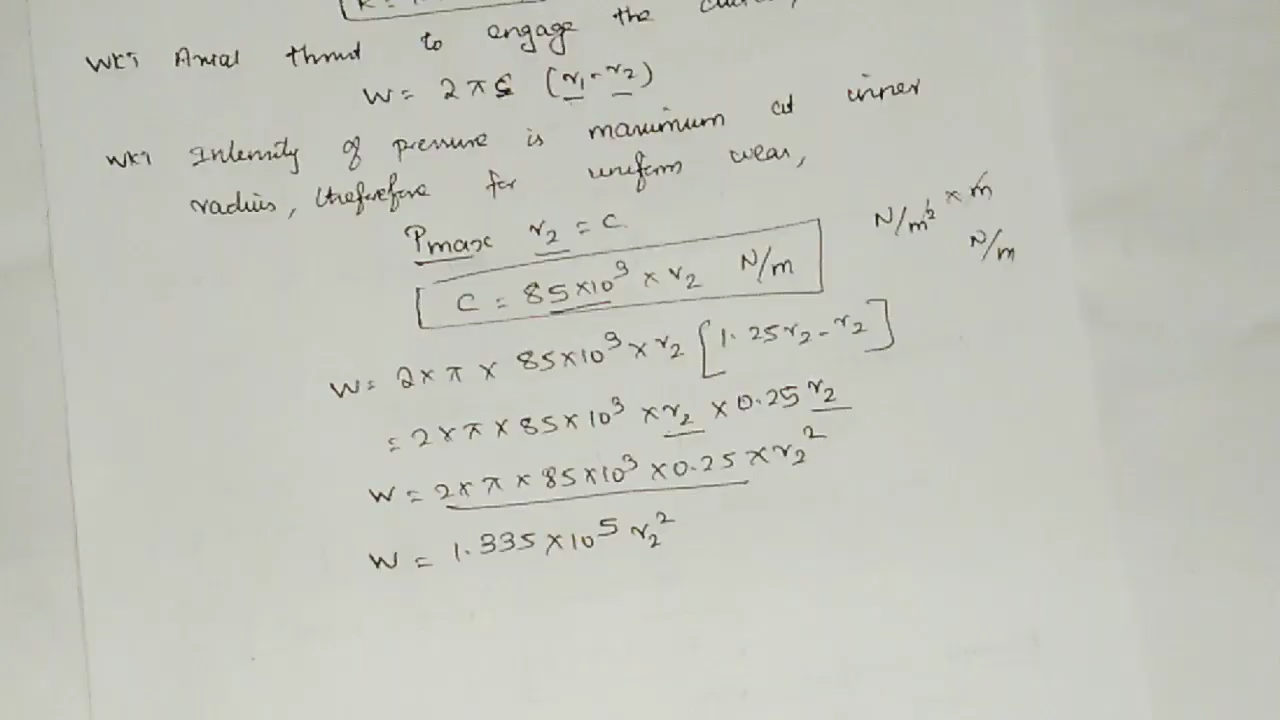 WKT Axial thrust to engage the
W = 2πC (r₁ - r₂)
WKT Intensity of pressure is maximum at inner
radius, therefore for uniform wear,
Pmax r₂ = C.
N/m² × m
N/m
C = 85×10³ × r₂ N/m
W = 2 × π × 85×10³ × r₂ [1.25r₂ - r₂]
= 2 × π × 85×10³ × r₂ × 0.25 r₂
W = 2 × π × 85×10³ × 0.25 × r₂²
W = 1.335 × 10⁵ r₂²